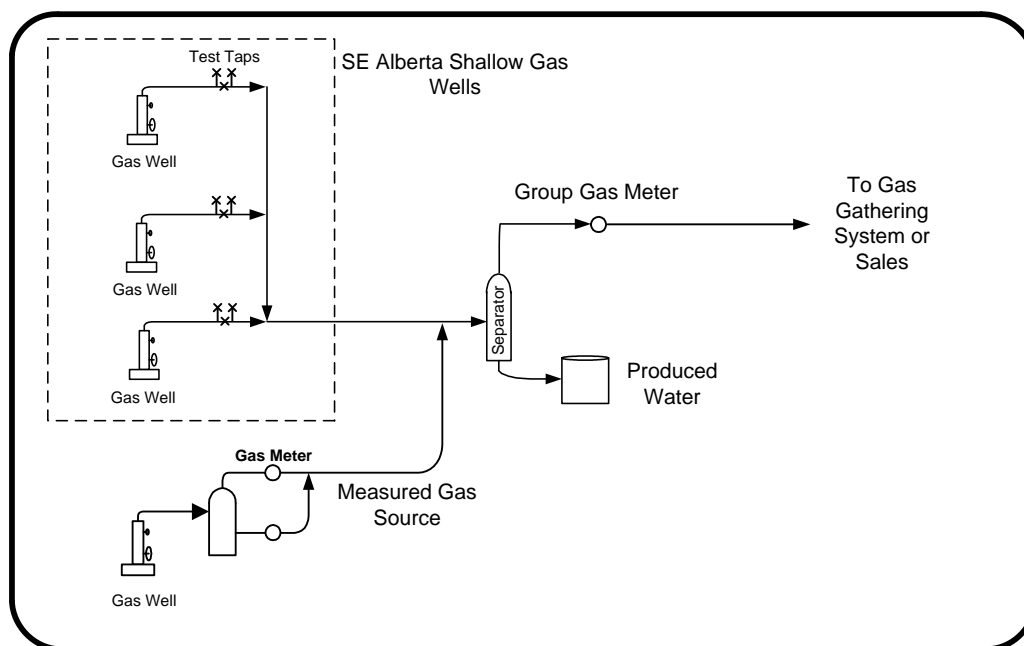 Test Taps
SE Alberta Shallow Gas
Wells
Gas Well
Group Gas Meter
To Gas
Gathering
System or
Sales
Gas Well
Separator
Gas Well
Produced
Water
Gas Meter
Measured Gas
Source
Gas Well